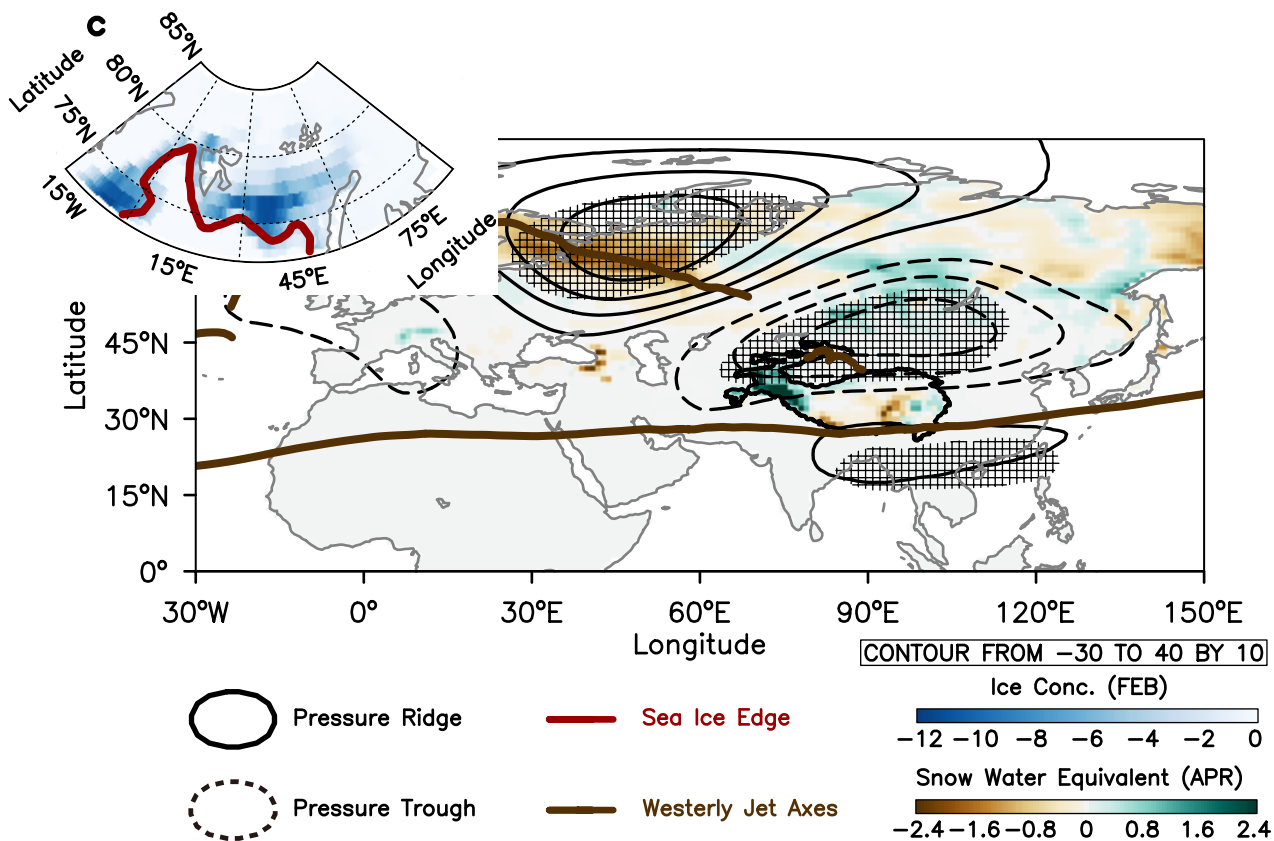 c
85°N
80°N
75°N
Latitude
15°W
15°E
45°E
75°E
Longitude
Latitude
45°N
30°N
15°N
0°
30°W 0° 30°E 60°E 90°E 120°E 150°E
Longitude
CONTOUR FROM −30 TO 40 BY 10
Ice Conc. (FEB)
−12 −10 −8 −6 −4 −2 0
Snow Water Equivalent (APR)
−2.4 −1.6 −0.8 0 0.8 1.6 2.4
Pressure Ridge
Sea Ice Edge
Pressure Trough
Westerly Jet Axes